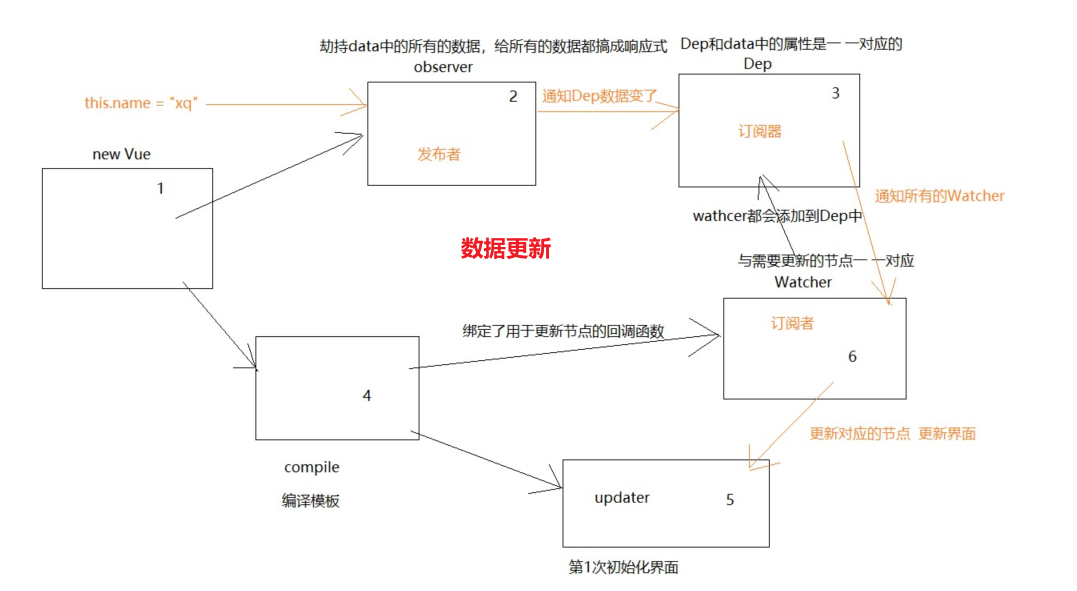 劫持data中的所有的数据，给所有的数据都搞成响应式
observer
Dep和data中的属性是一 一对应的
Dep
this.name = "xq"
2
通知Dep数据变了
3
发布者
订阅器
new Vue
1
通知所有的Watcher
wathcer都会添加到Dep中
数据更新
与需要更新的节点一 一对应
Watcher
绑定了用于更新节点的回调函数
订阅者
6
4
更新对应的节点 更新界面
compile
编译模板
updater
5
第1次初始化界面